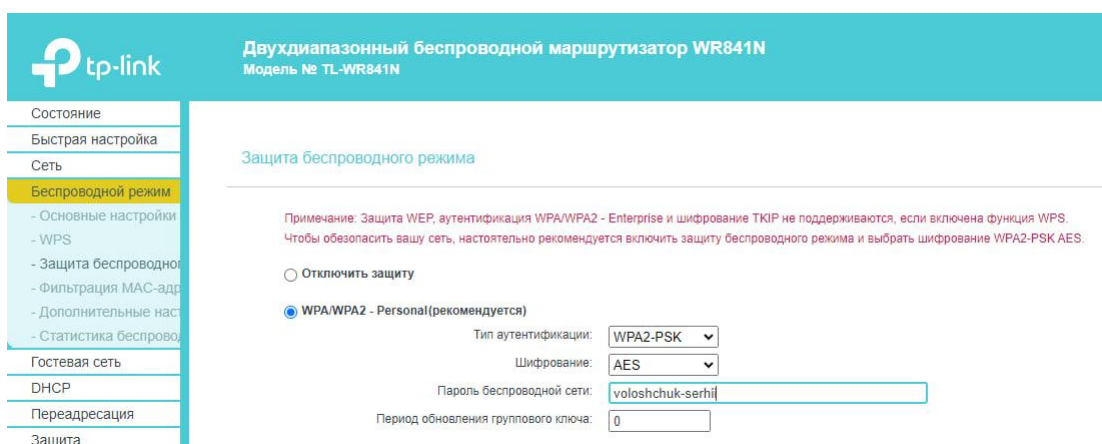 tp-link
Двухдиапазонный беспроводной маршрутизатор WR841N
Модель № TL-WR841N
Состояние
Быстрая настройка
Сеть
Беспроводной режим
- Основные настройки
- WPS
- Защита беспроводног
- Фильтрация MAC-адр
- Дополнительные наст
- Статистика беспровод
Гостевая сеть
DHCP
Переадресация
Защита
Защита беспроводного режима
Примечание: Защита WEP, аутентификация WPA/WPA2 - Enterprise и шифрование TKIP не поддерживаются, если включена функция WPS.
Чтобы обезопасить вашу сеть, настоятельно рекомендуется включить защиту беспроводного режима и выбрать шифрование WPA2-PSK AES.
Отключить защиту
WPA/WPA2 - Personal(рекомендуется)
Тип аутентификации: WPA2-PSK
Шифрование: AES
Пароль беспроводной сети: voloshchuk-serhii
Период обновления группового ключа: 0